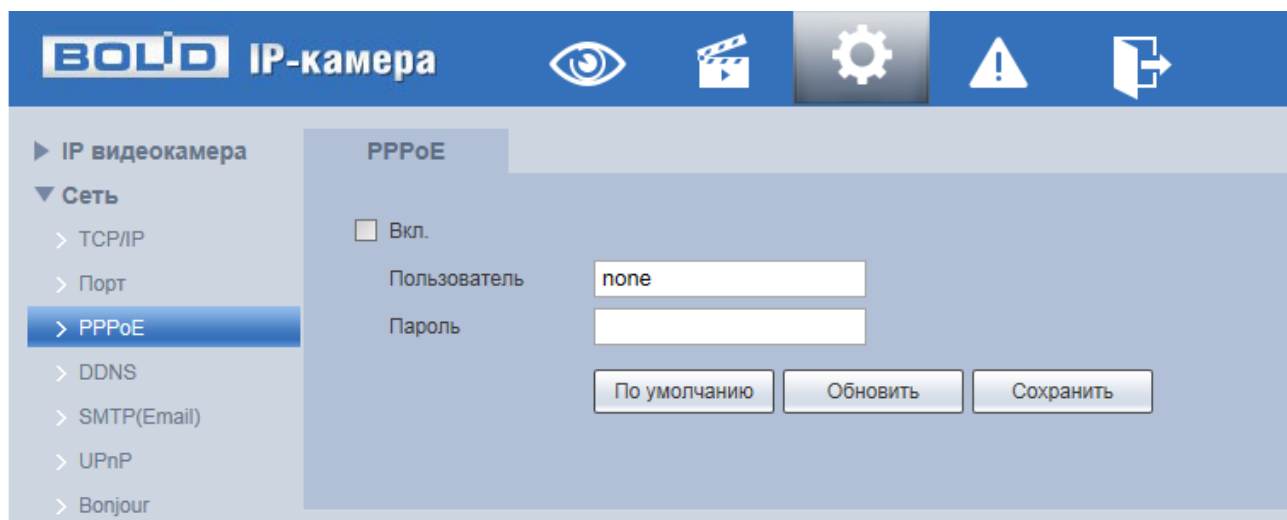 BOLID IP-камера
IP видеокамера
Сеть
TCP/IP
Порт
PPPoE
DDNS
SMTP(Email)
UPnP
Bonjour
PPPoE
Вкл.
Пользователь none
Пароль
По умолчанию Обновить Сохранить